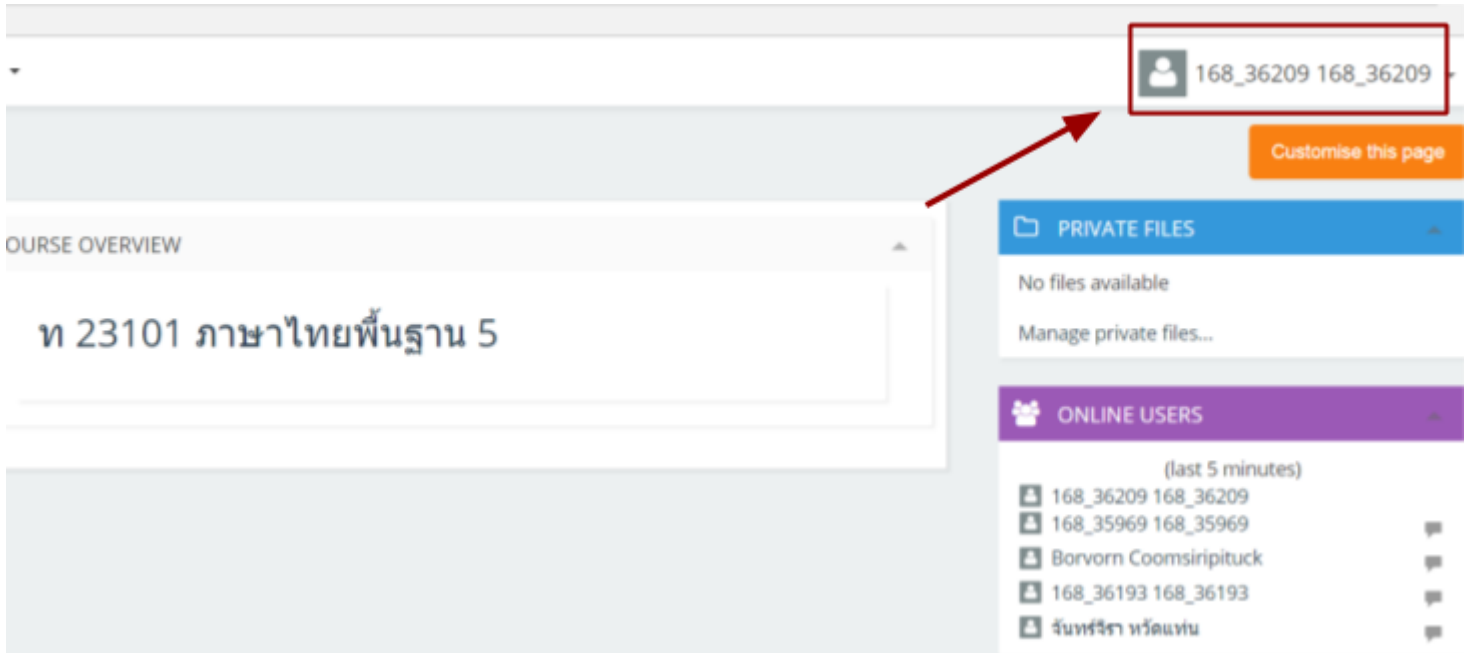 168_36209 168_36209
Customise this page
OURSE OVERVIEW
ท 23101 ภาษาไทยพื้นฐาน 5
PRIVATE FILES
No files available
Manage private files...
ONLINE USERS
(last 5 minutes)
168_36209 168_36209
168_35969 168_35969
Borvorn Coomsiripituck
168_36193 168_36193
จันทร์จิรา หวัดแท่น